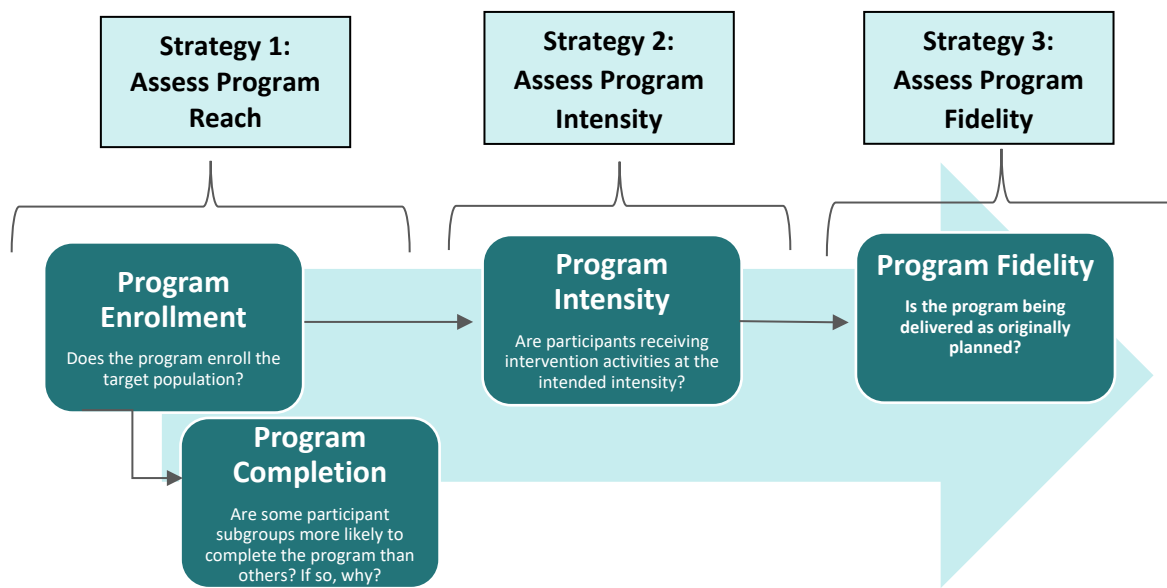 Strategy 1:
Assess Program
Reach
Strategy 2:
Assess Program
Intensity
Strategy 3:
Assess Program
Fidelity
Program
Enrollment
Does the program enroll the
target population?
Program
Completion
Are some participant
subgroups more likely to
complete the program than
others? If so, why?
Program
Intensity
Are participants receiving
intervention activities at the
intended intensity?
Program Fidelity
Is the program being
delivered as originally
planned?